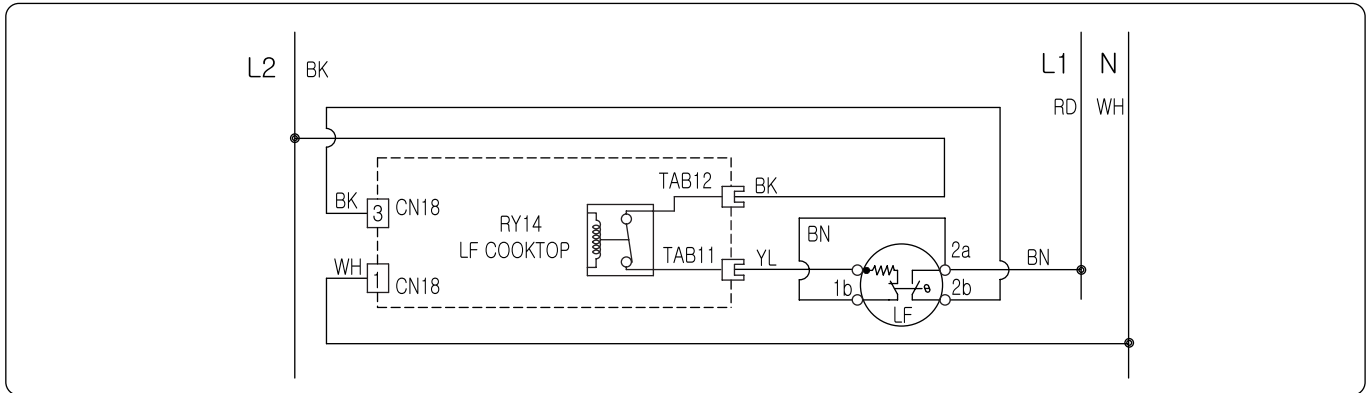 L2 BK L1 N
RD WH
TAB12 BK
BK 3 CN18
RY14
LF COOKTOP
BN
TAB11 YL 2a BN
WH 1 CN18
1b θ 2b
LF